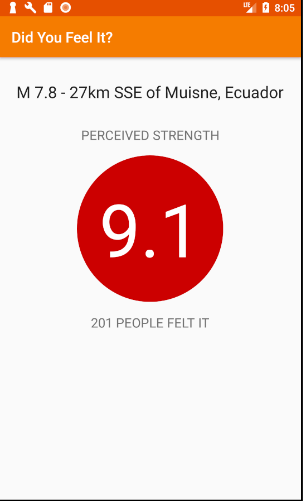 8:05
Did You Feel It?
M 7.8 - 27km SSE of Muisne, Ecuador
PERCEIVED STRENGTH
9.1
201 PEOPLE FELT IT